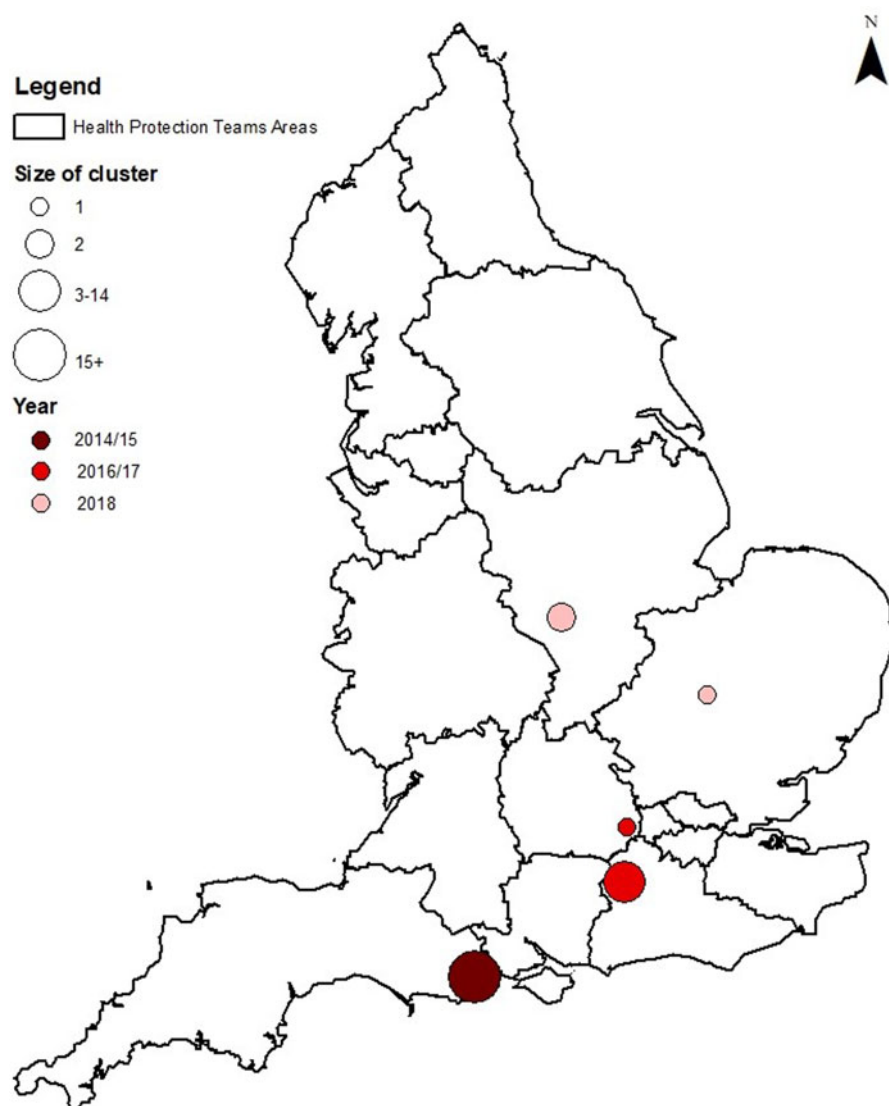 N
Legend
Health Protection Teams Areas
Size of cluster
1
2
3-14
15+
Year
2014/15
2016/17
2018